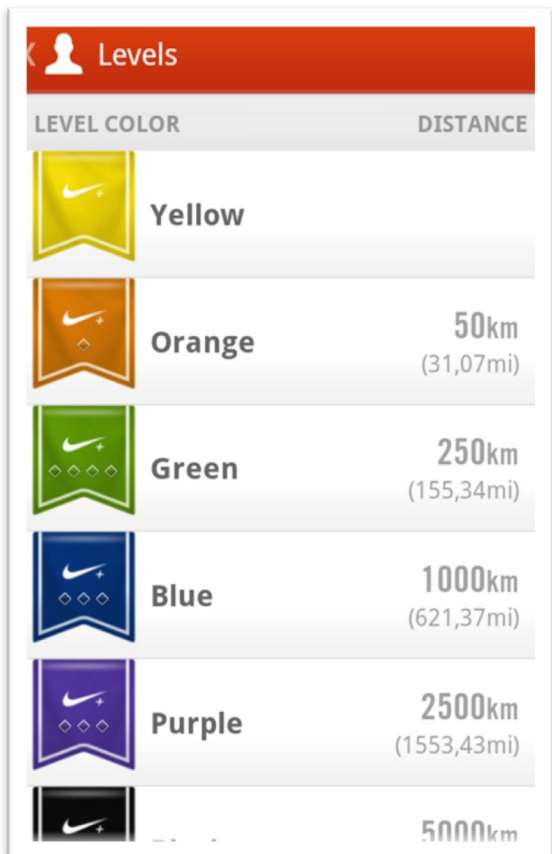 Levels
LEVEL COLOR DISTANCE
Yellow
Orange
50km
(31,07mi)
Green
250km
(155,34mi)
Blue
1000km
(621,37mi)
Purple
2500km
(1553,43mi)
5000km